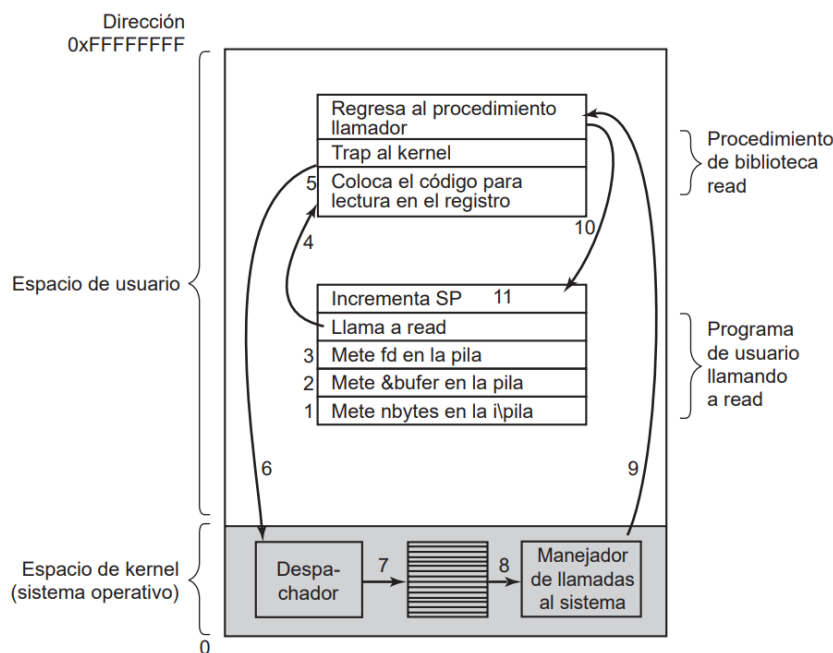 Dirección
0xFFFFFFFF
Regresa al procedimiento
llamador
Trap al kernel
5 Coloca el código para
lectura en el registro
4
10
Procedimiento
de biblioteca
read
Espacio de usuario
Incrementa SP 11
Llama a read
3 Mete fd en la pila
2 Mete &bufer en la pila
1 Mete nbytes en la i\pila
Programa
de usuario
llamando
a read
6
9
Espacio de kernel
(sistema operativo)
Despa-
chador
7
8
Manejador
de llamadas
al sistema
0